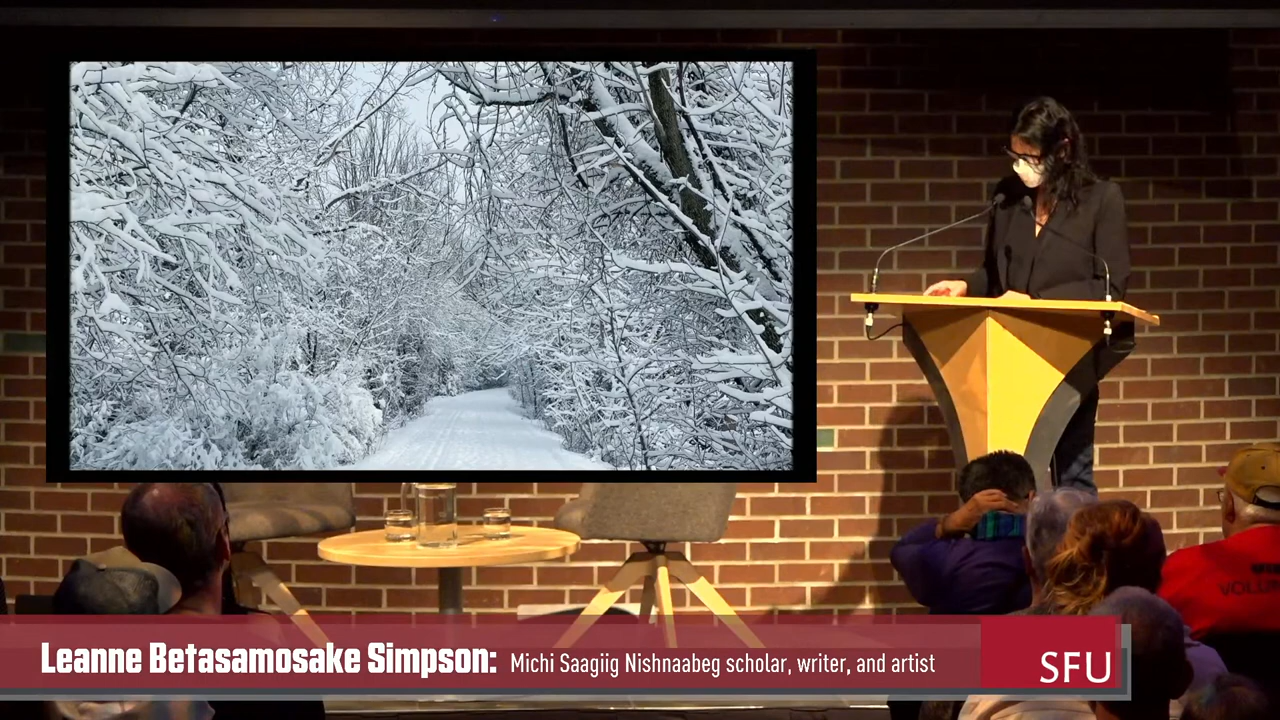 Leanne Betasamosake Simpson: Michi Saagiig Nishnaabeg scholar, writer, and artist
SFU